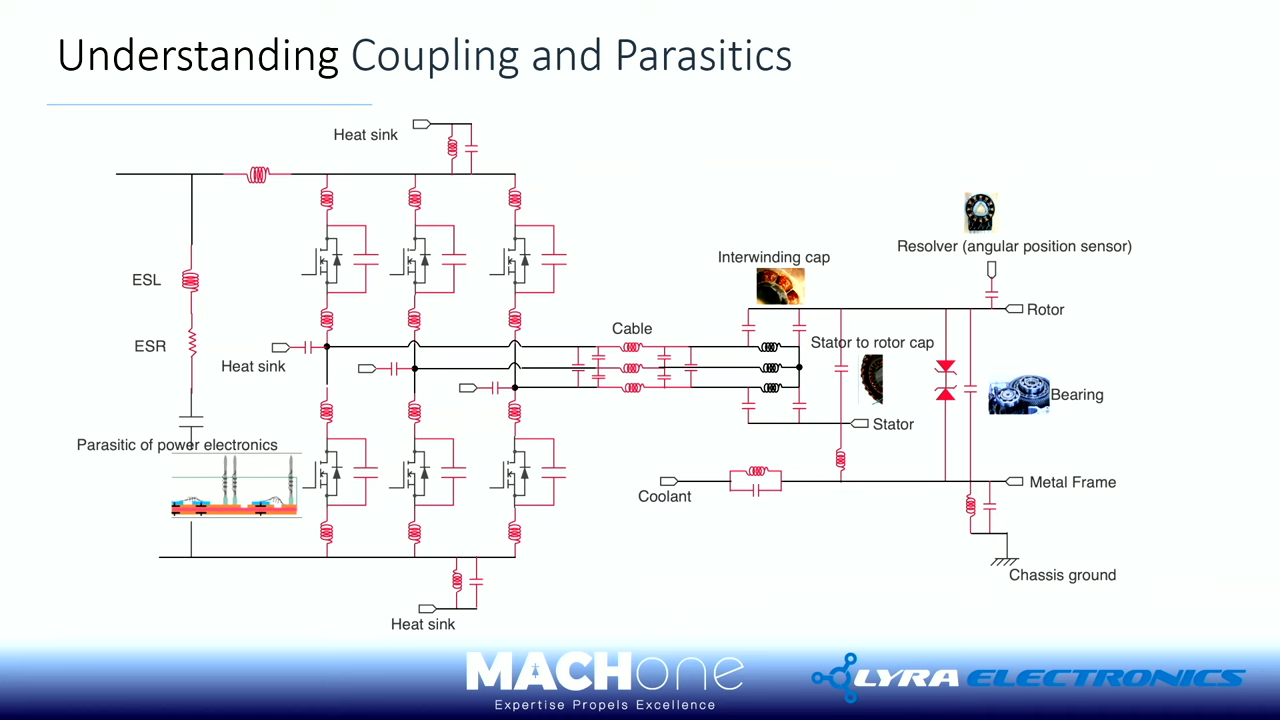 Understanding Coupling and Parasitics
Heat sink
Resolver (angular position sensor)
Interwinding cap
ESL
Rotor
Cable
ESR
Stator to rotor cap
Heat sink
Bearing
Stator
Parasitic of power electronics
Metal Frame
Coolant
Chassis ground
Heat sink
MACHone
Expertise Propels Excellence
LYRA ELECTRONICS